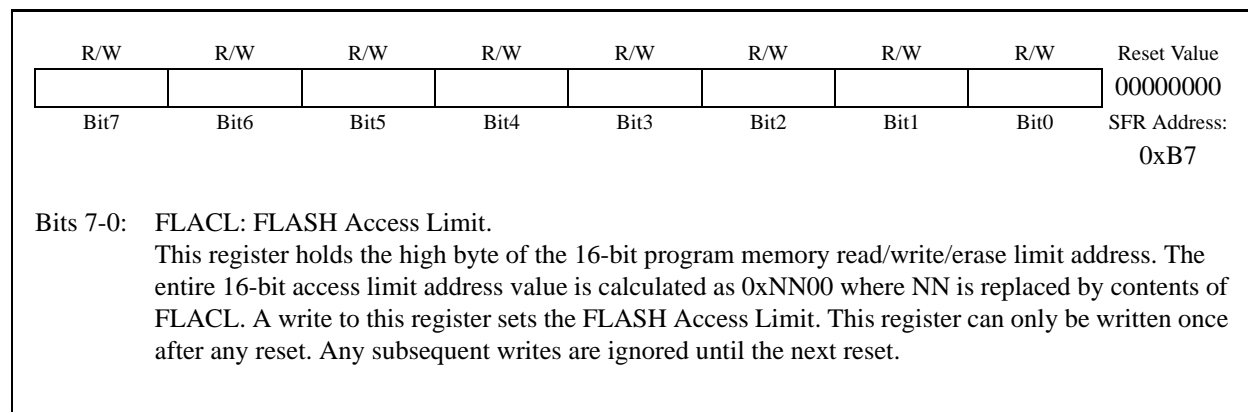 R/W R/W R/W R/W R/W R/W R/W R/W Reset Value
00000000
Bit7 Bit6 Bit5 Bit4 Bit3 Bit2 Bit1 Bit0 SFR Address:
0xB7
Bits 7-0: FLACL: FLASH Access Limit.
This register holds the high byte of the 16-bit program memory read/write/erase limit address. The
entire 16-bit access limit address value is calculated as 0xNN00 where NN is replaced by contents of
FLACL. A write to this register sets the FLASH Access Limit. This register can only be written once
after any reset. Any subsequent writes are ignored until the next reset.